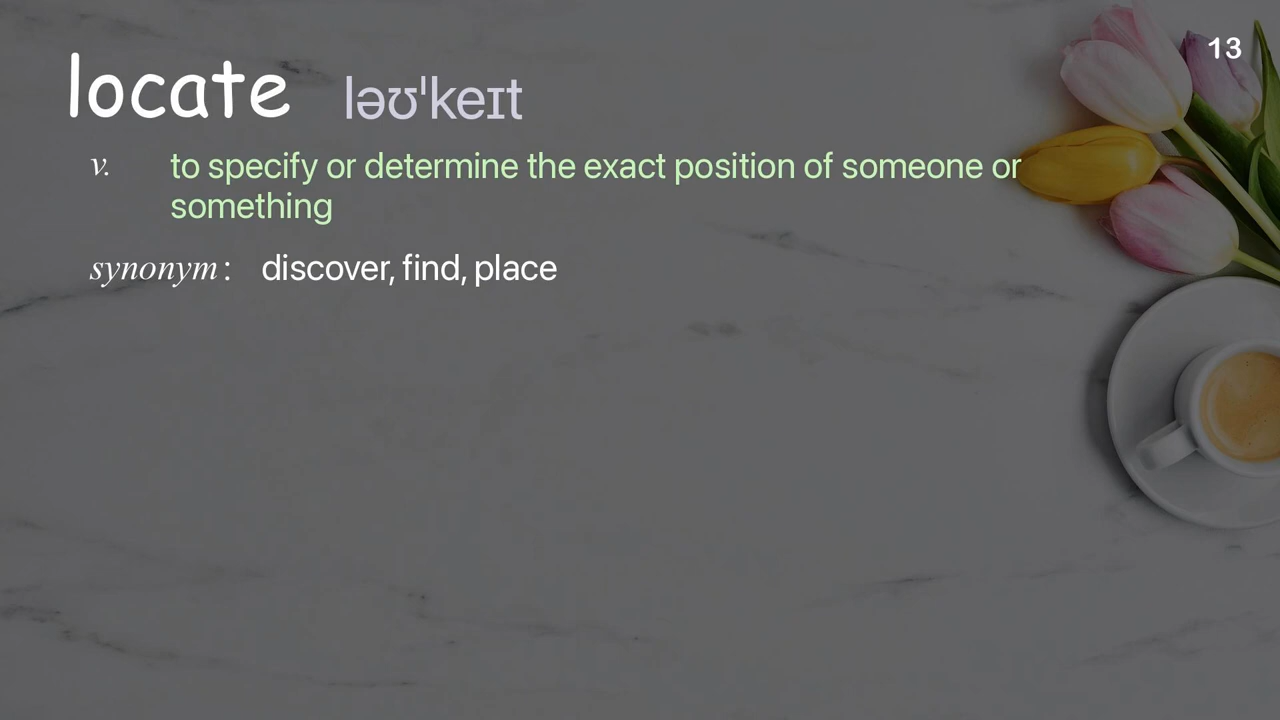 13
locate ləʊˈkeɪt
v. to specify or determine the exact position of someone or
something
synonym : discover, find, place